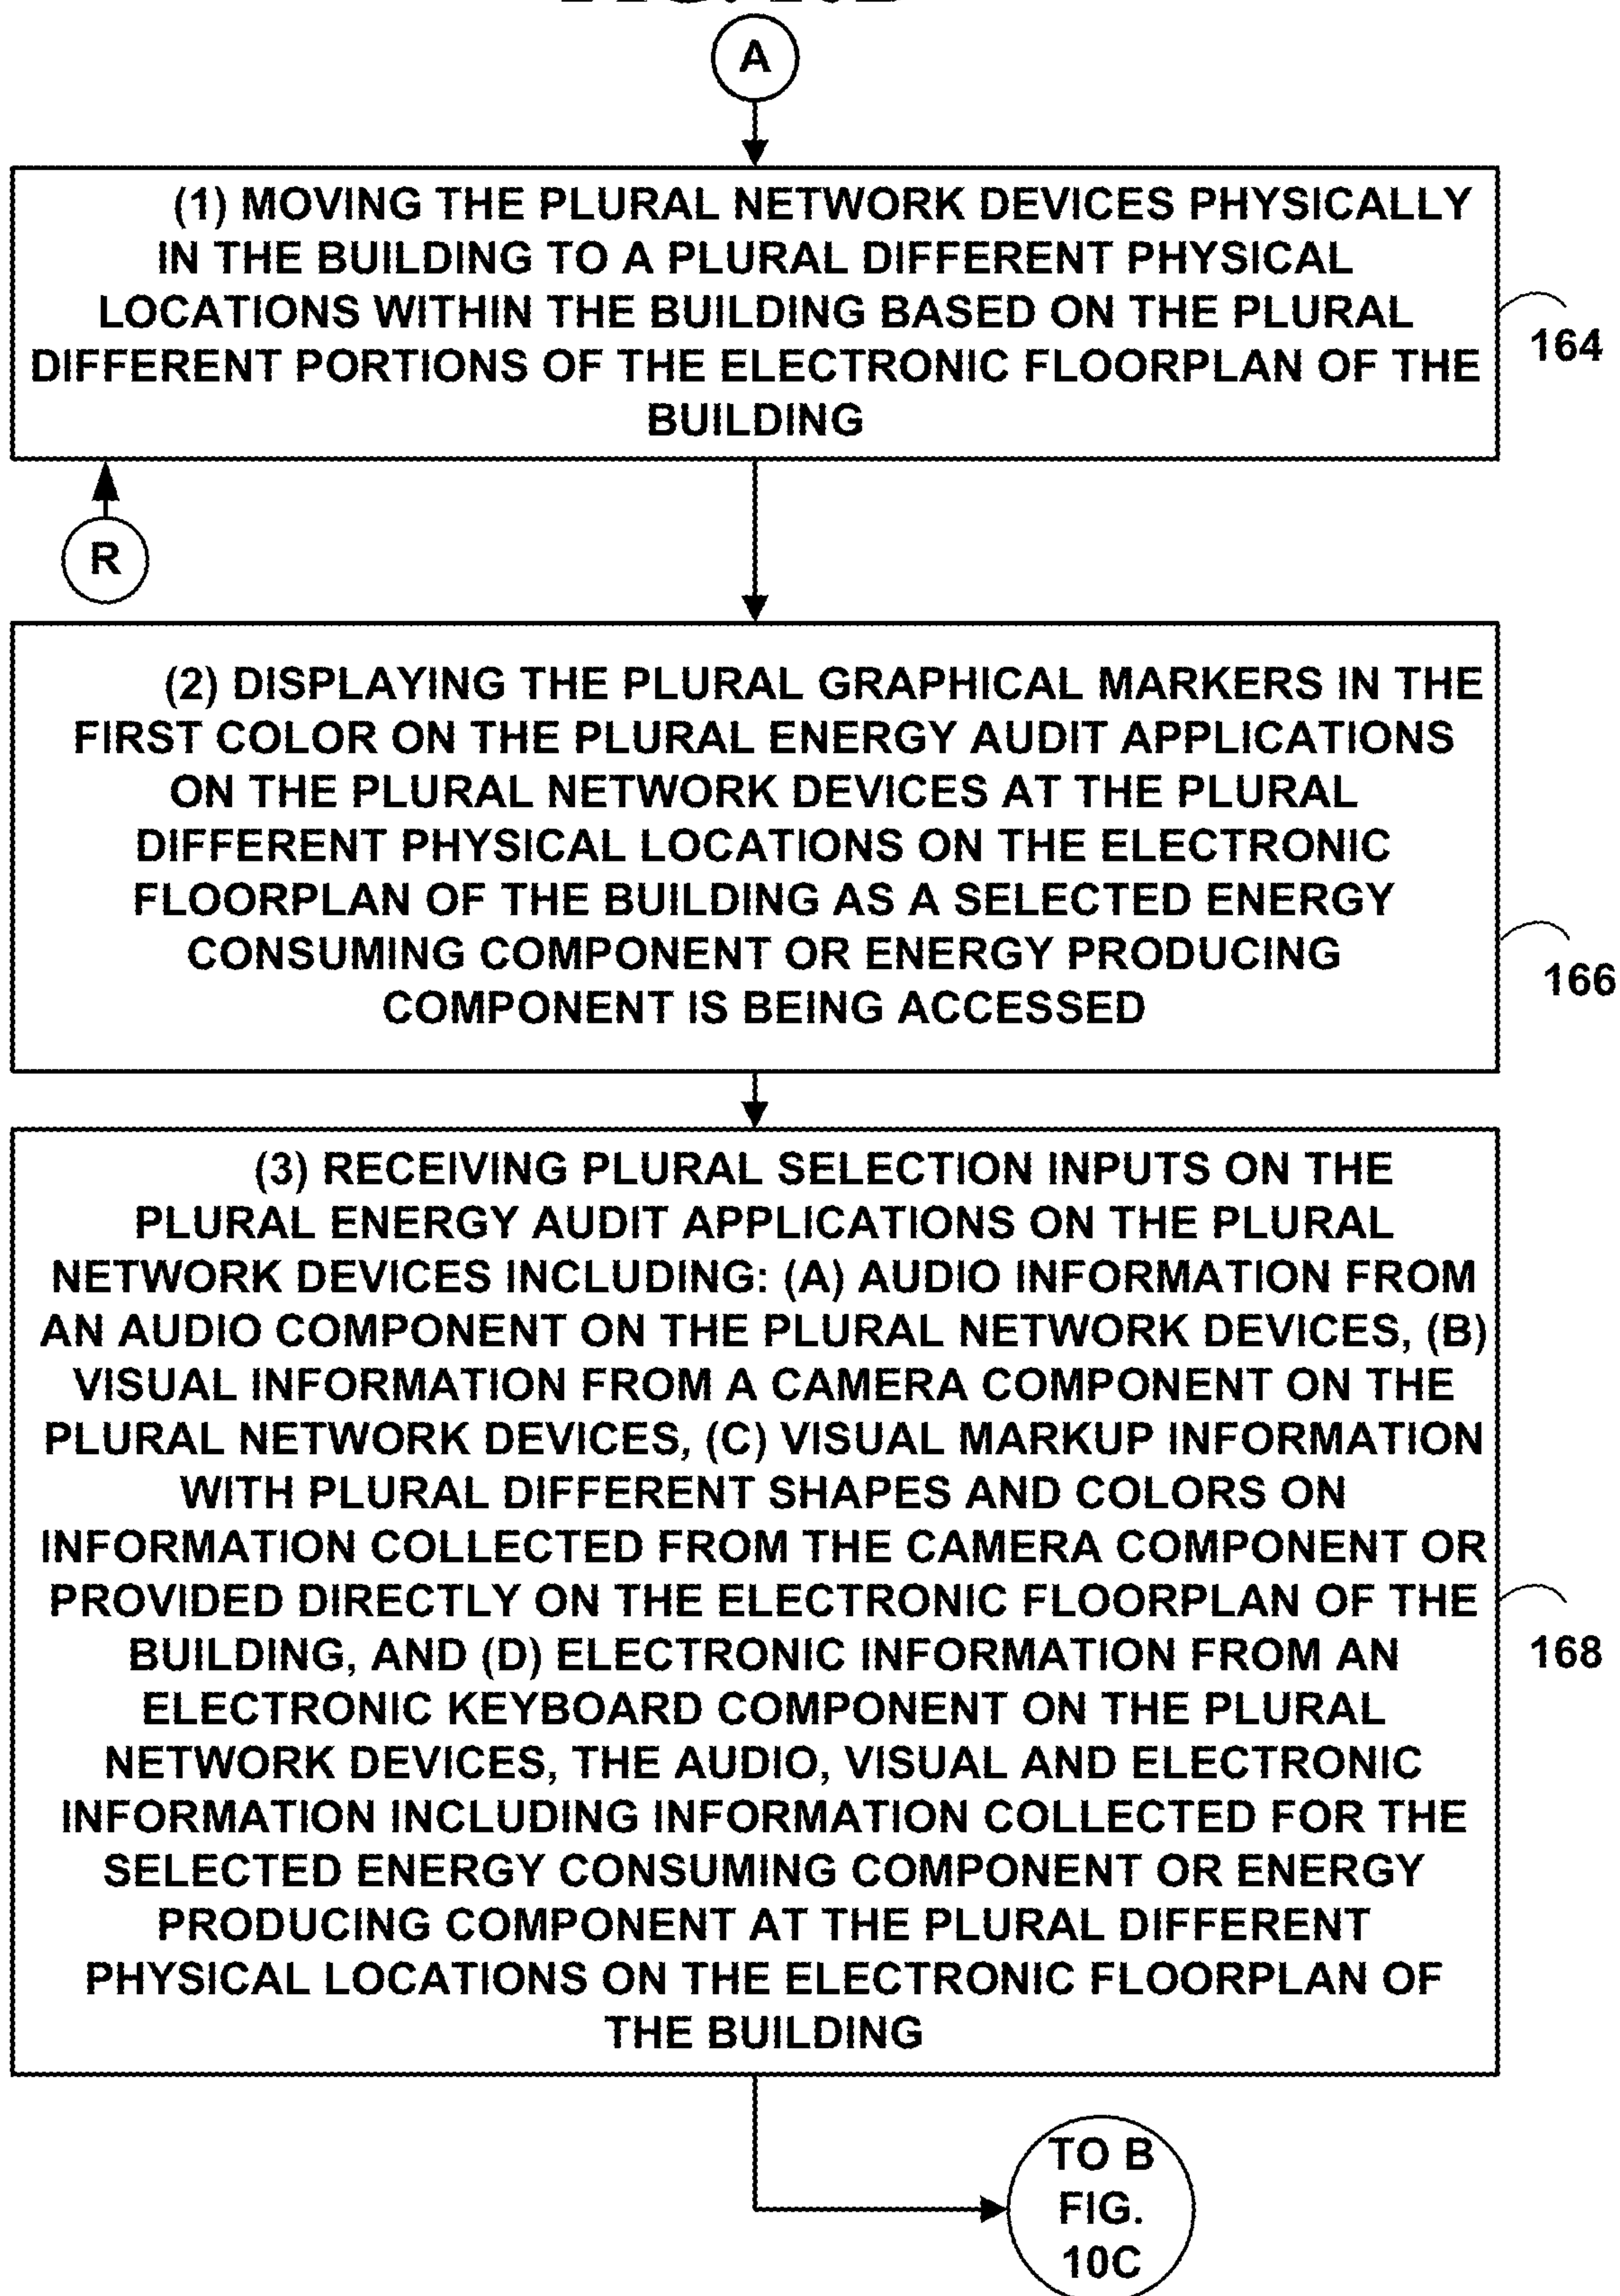 A
(1) MOVING THE PLURAL NETWORK DEVICES PHYSICALLY
IN THE BUILDING TO A PLURAL DIFFERENT PHYSICAL
LOCATIONS WITHIN THE BUILDING BASED ON THE PLURAL
DIFFERENT PORTIONS OF THE ELECTRONIC FLOORPLAN OF THE
BUILDING
164
R
(2) DISPLAYING THE PLURAL GRAPHICAL MARKERS IN THE
FIRST COLOR ON THE PLURAL ENERGY AUDIT APPLICATIONS
ON THE PLURAL NETWORK DEVICES AT THE PLURAL
DIFFERENT PHYSICAL LOCATIONS ON THE ELECTRONIC
FLOORPLAN OF THE BUILDING AS A SELECTED ENERGY
CONSUMING COMPONENT OR ENERGY PRODUCING
COMPONENT IS BEING ACCESSED
166
(3) RECEIVING PLURAL SELECTION INPUTS ON THE
PLURAL ENERGY AUDIT APPLICATIONS ON THE PLURAL
NETWORK DEVICES INCLUDING: (A) AUDIO INFORMATION FROM
AN AUDIO COMPONENT ON THE PLURAL NETWORK DEVICES, (B)
VISUAL INFORMATION FROM A CAMERA COMPONENT ON THE
PLURAL NETWORK DEVICES, (C) VISUAL MARKUP INFORMATION
WITH PLURAL DIFFERENT SHAPES AND COLORS ON
INFORMATION COLLECTED FROM THE CAMERA COMPONENT OR
PROVIDED DIRECTLY ON THE ELECTRONIC FLOORPLAN OF THE
BUILDING, AND (D) ELECTRONIC INFORMATION FROM AN
ELECTRONIC KEYBOARD COMPONENT ON THE PLURAL
NETWORK DEVICES, THE AUDIO, VISUAL AND ELECTRONIC
INFORMATION INCLUDING INFORMATION COLLECTED FOR THE
SELECTED ENERGY CONSUMING COMPONENT OR ENERGY
PRODUCING COMPONENT AT THE PLURAL DIFFERENT
PHYSICAL LOCATIONS ON THE ELECTRONIC FLOORPLAN OF
THE BUILDING
168
TO B
FIG.
10C